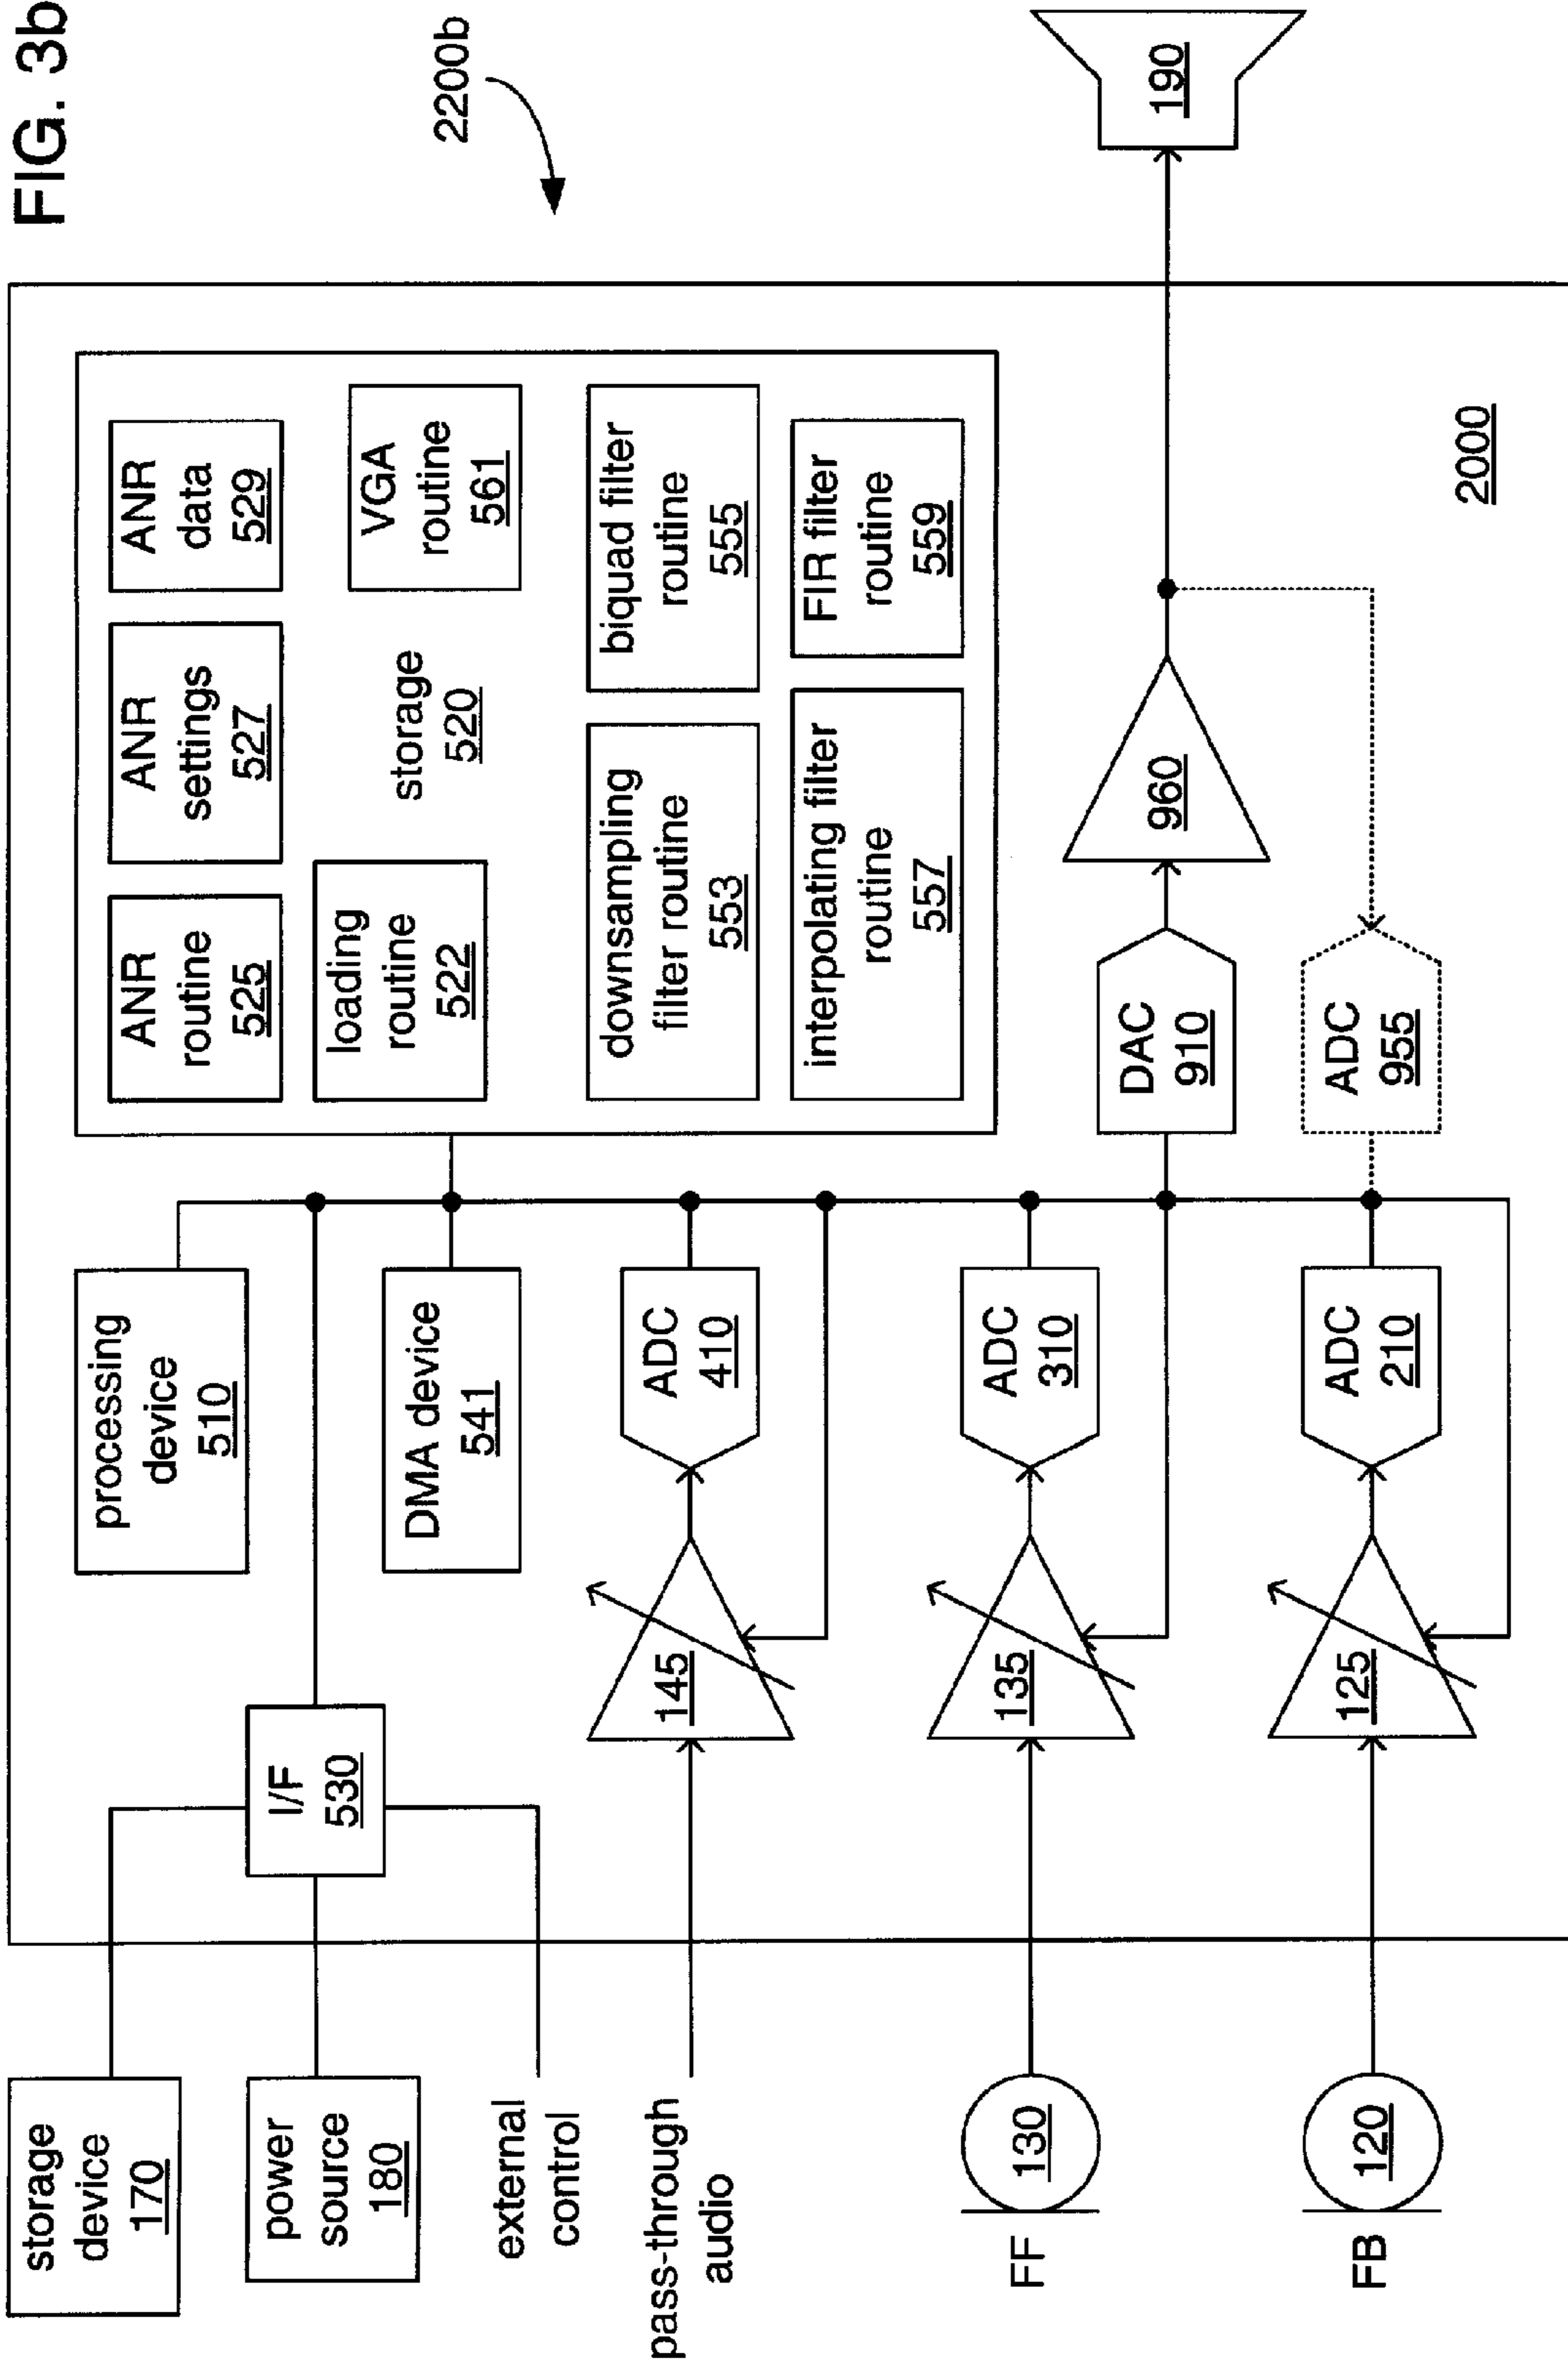 FIG. 3b
2200b
storage
device
170
power
source
180
external
control
pass-through
audio
FF
130
FB
120
I/F
530
processing
device
510
DMA device
541
145
ADC
410
135
ADC
310
125
ADC
210
ANR
routine
525
ANR
settings
527
ANR
data
529
loading
routine
522
storage
520
VGA
routine
561
downsampling
filter routine
553
biquad filter
routine
555
interpolating filter
routine
557
FIR filter
routine
559
DAC
910
960
ADC
955
190
2000